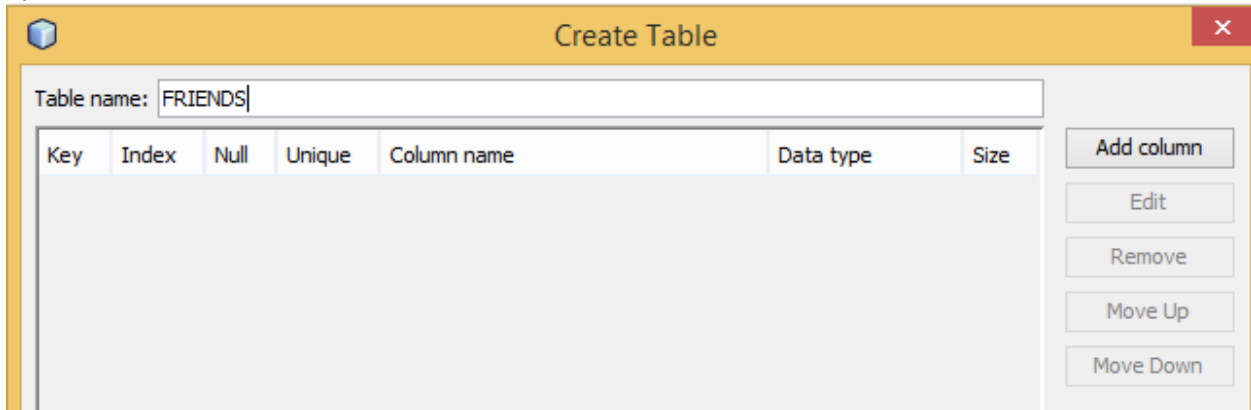 Create Table
Table name: FRIENDS
Key Index Null Unique Column name Data type Size
Add column
Edit
Remove
Move Up
Move Down